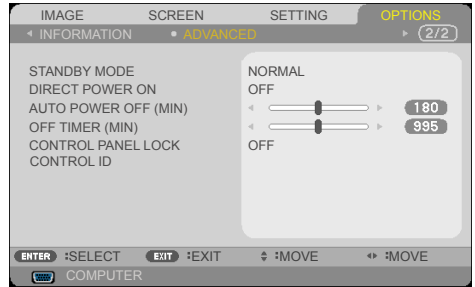 IMAGE SCREEN SETTING OPTIONS
INFORMATION ADVANCED (2/2)
STANDBY MODE NORMAL
DIRECT POWER ON OFF
AUTO POWER OFF (MIN) 180
OFF TIMER (MIN) 995
CONTROL PANEL LOCK OFF
CONTROL ID
ENTER :SELECT EXIT :EXIT :MOVE :MOVE
COMPUTER